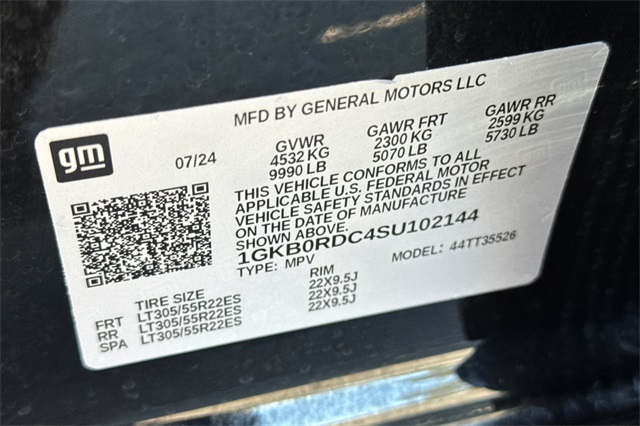 MFD BY GENERAL MOTORS LLC
gm
07/24
GVWR
4532 KG
9990 LB
GAWR FRT
2300 KG
5070 LB
GAWR RR
2599 KG
5730 LB
THIS VEHICLE CONFORMS TO ALL
APPLICABLE U.S. FEDERAL MOTOR
VEHICLE SAFETY STANDARDS IN EFFECT
ON THE DATE OF MANUFACTURE
SHOWN ABOVE.
1GKB0RDC4SU102144
TYPE: MPV
MODEL: 44TT35526
TIRE SIZE RIM
FRT LT305/55R22ES 22X9.5J
RR LT305/55R22ES 22X9.5J
SPA LT305/55R22ES 22X9.5J